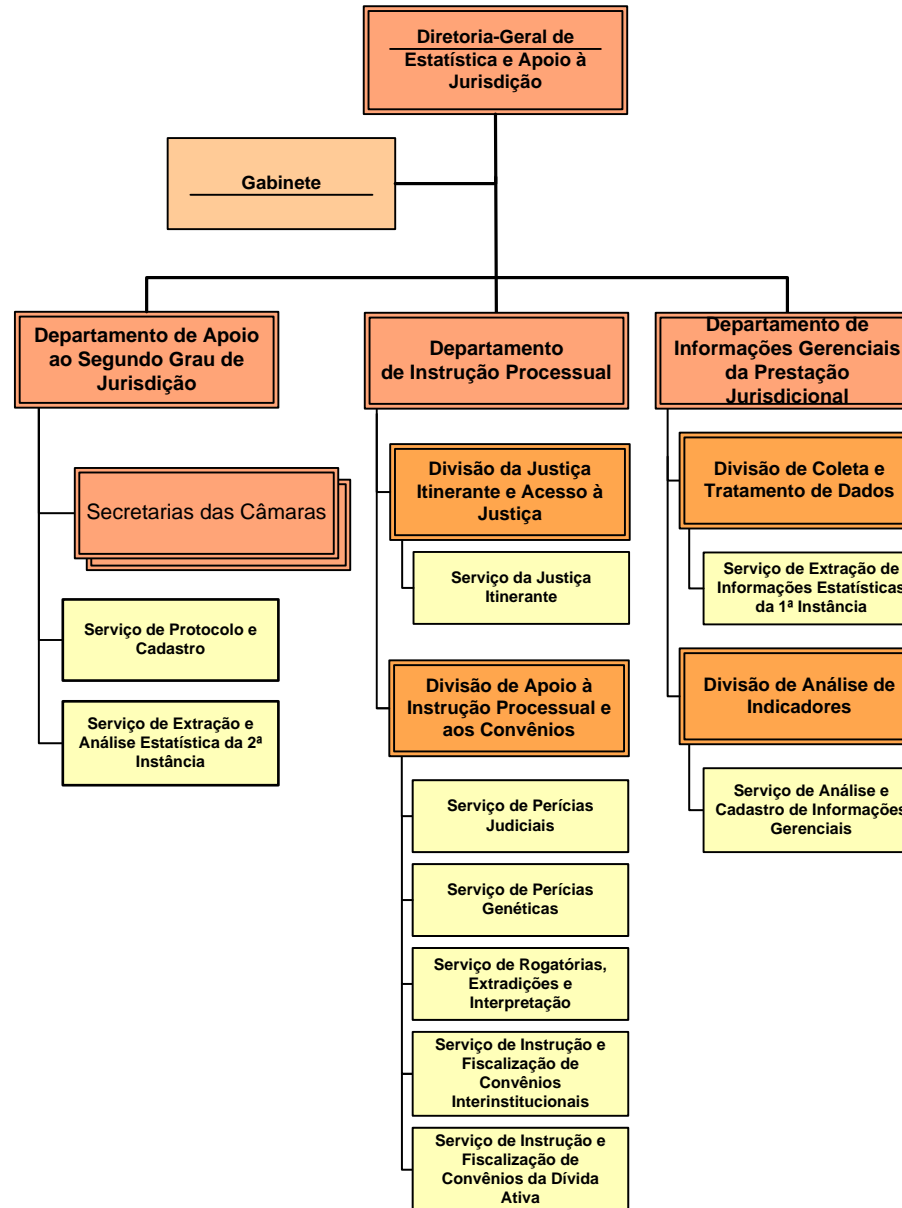 Diretoria-Geral de
Estatística e Apoio à
Jurisdição
Gabinete
Departamento de Apoio
ao Segundo Grau de
Jurisdição
Secretarias das Câmaras
Serviço de Protocolo e
Cadastro
Serviço de Extração e
Análise Estatística da 2ª
Instância
Departamento
de Instrução Processual
Divisão da Justiça
Itinerante e Acesso à
Justiça
Serviço da Justiça
Itinerante
Divisão de Apoio à
Instrução Processual e
aos Convênios
Serviço de Perícias
Judiciais
Serviço de Perícias
Genéticas
Serviço de Rogatórias,
Extradições e
Interpretação
Serviço de Instrução e
Fiscalização de
Convênios
Interinstitucionais
Serviço de Instrução e
Fiscalização de
Convênios da Dívida
Ativa
Departamento de
Informações Gerenciais
da Prestação
Jurisdicional
Divisão de Coleta e
Tratamento de Dados
Serviço de Extração de
Informações Estatísticas
da 1ª Instância
Divisão de Análise de
Indicadores
Serviço de Análise e
Cadastro de Informações
Gerenciais